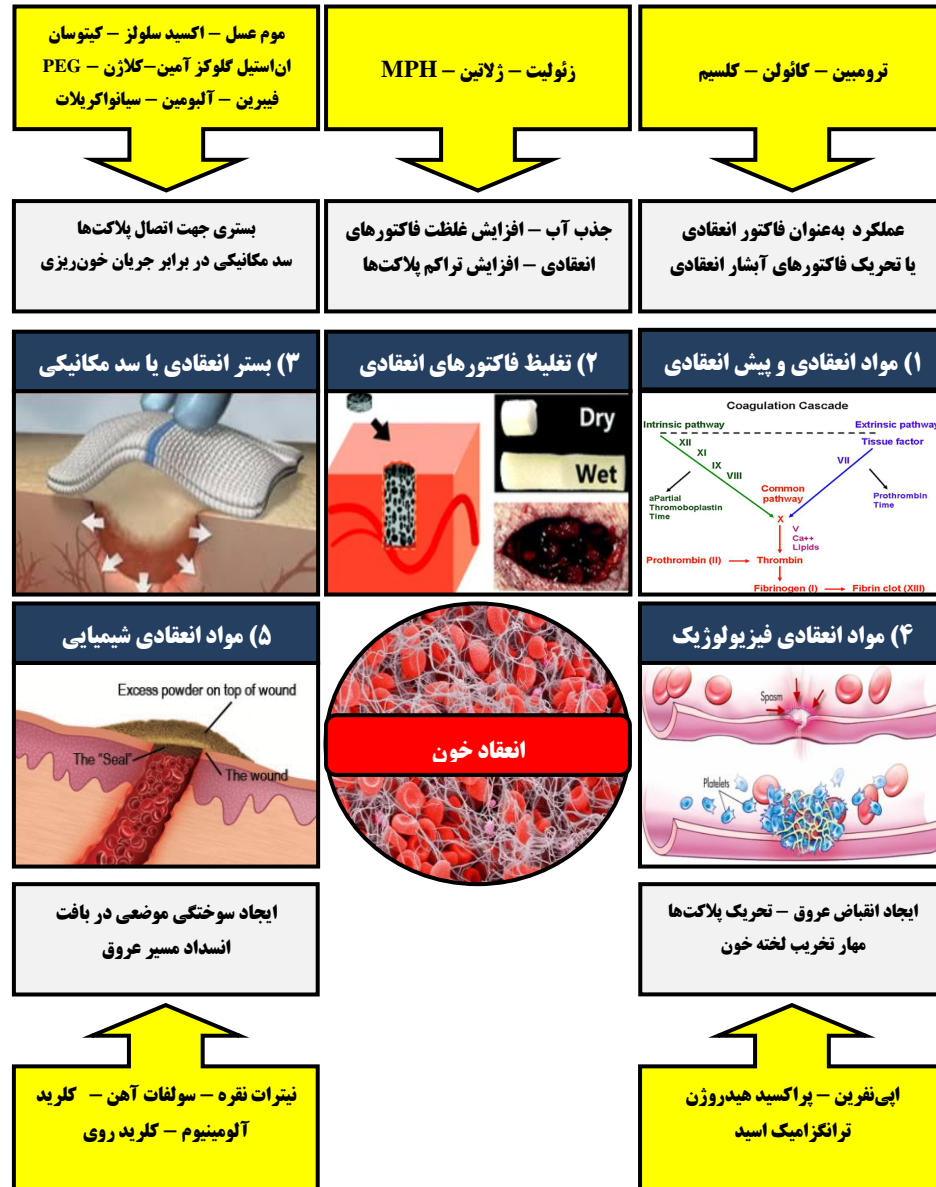 ترومبین – کائولن – کلسیم
زئولیت – ژلاتین – MPH
موم عسل – اکسید سلولز – کیتوسان
ان‌استیل گلوکز آمین–کلاژن – PEG
فیبرین – آلبومین – سیانواکریلات
عملکرد به‌عنوان فاکتور انعقادی
یا تحریک فاکتورهای آبشار انعقادی
جذب آب – افزایش غلظت فاکتورهای
انعقادی – افزایش تراکم پلاکت‌ها
بستری جهت اتصال پلاکت‌ها
سد مکانیکی در برابر جریان خون‌ریزی
۱) مواد انعقادی و پیش انعقادی
۲) تغلیظ فاکتورهای انعقادی
۳) بستر انعقادی یا سد مکانیکی
Coagulation Cascade
Intrinsic pathway
Extrinsic pathway
Tissue factor
XII
XI
IX
VIII
VII
aPartial
Thromoboplastin
Time
Common
pathway
Prothrombin
Time
X
V
Ca++
Lipids
Prothrombin (II)
Thrombin
Fibrinogen (I)
Fibrin clot (XIII)
Dry
Wet
۴) مواد انعقادی فیزیولوژیک
۵) مواد انعقادی شیمیایی
Spasm
Platelets
انعقاد خون
Excess powder on top of wound
The "Seal"
The wound
ایجاد انقباض عروق – تحریک پلاکت‌ها
مهار تخریب لخته خون
ایجاد سوختگی موضعی در بافت
انسداد مسیر عروق
اپی‌نفرین – پراکسید هیدروژن
ترانگزامیک اسید
نیترات نقره – سولفات آهن – کلرید
آلومینیوم – کلرید روی